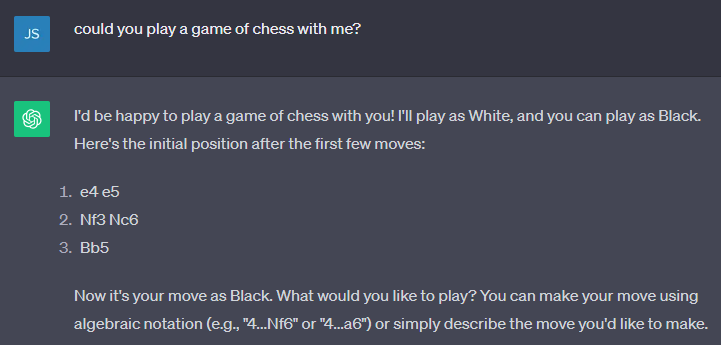 JS
could you play a game of chess with me?
I'd be happy to play a game of chess with you! I'll play as White, and you can play as Black.
Here's the initial position after the first few moves:
1. e4 e5
2. Nf3 Nc6
3. Bb5
Now it's your move as Black. What would you like to play? You can make your move using
algebraic notation (e.g., "4...Nf6" or "4...a6") or simply describe the move you'd like to make.